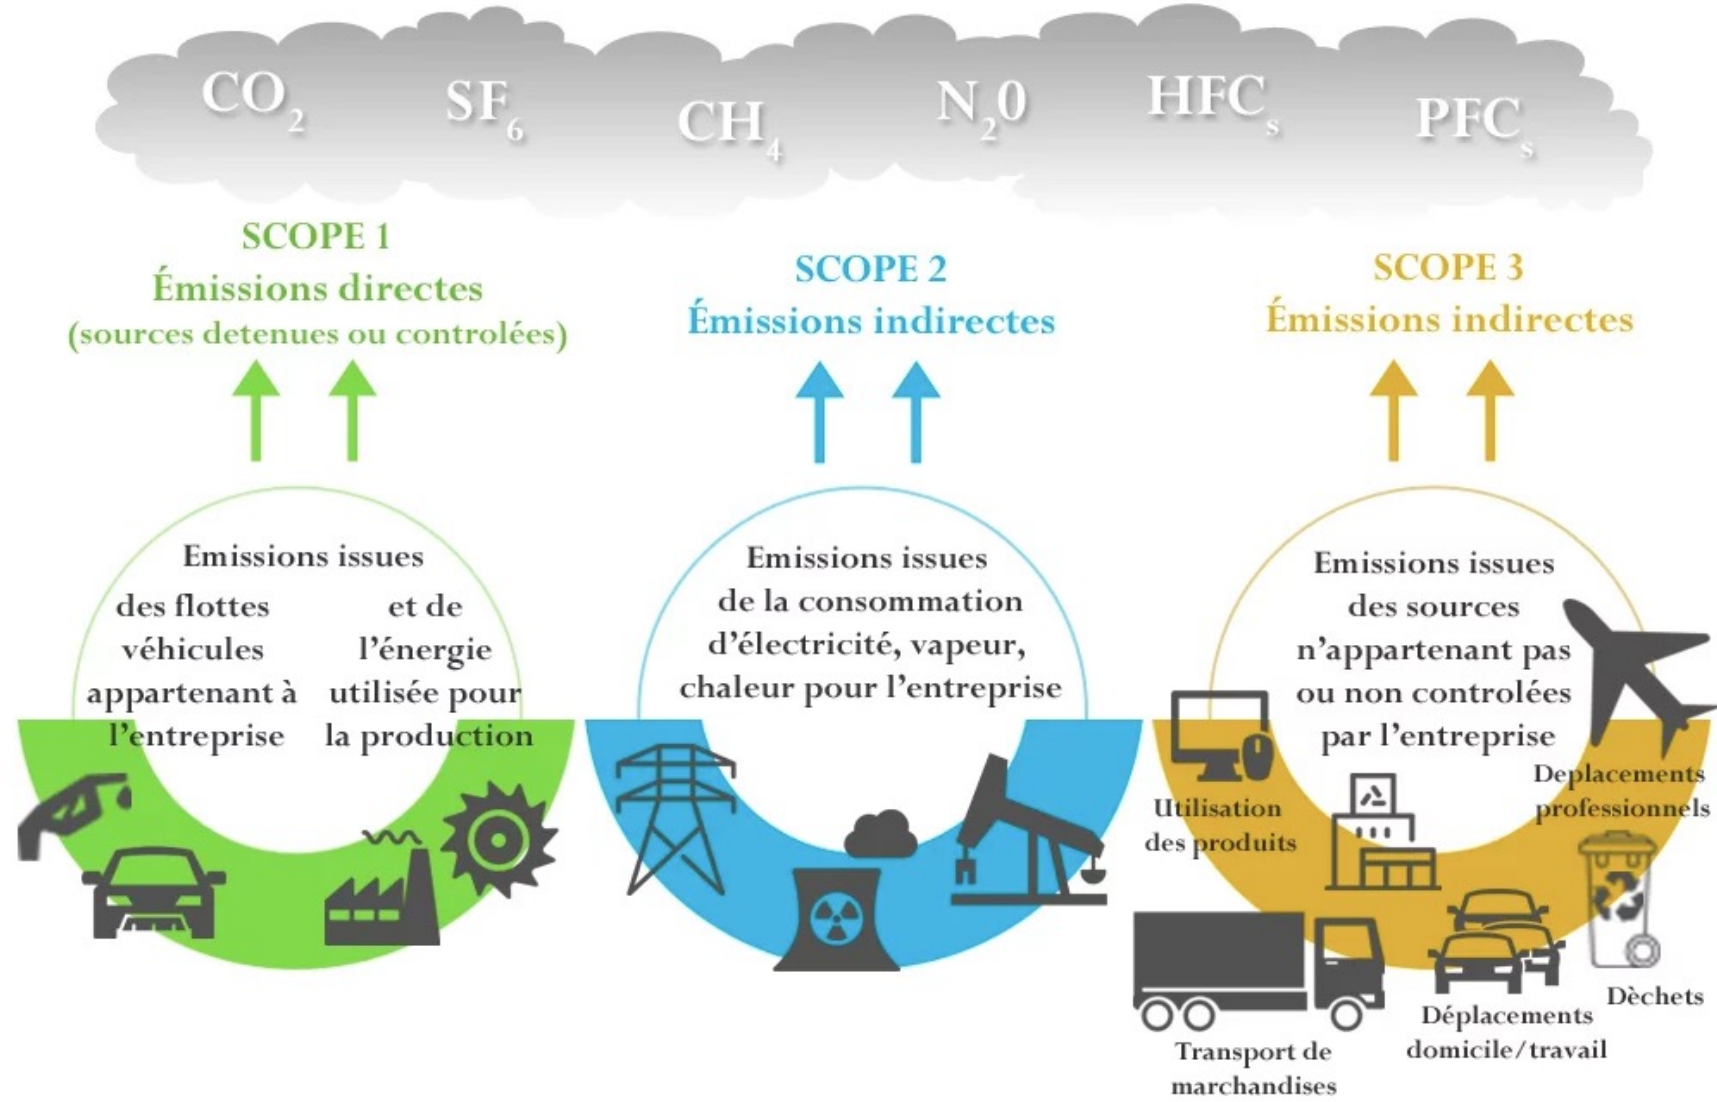 CO2
SF6
CH4
N20
HFCs
PFCs
SCOPE 1
Émissions directes
(sources detenues ou controlées)
SCOPE 2
Émissions indirectes
SCOPE 3
Émissions indirectes
Emissions issues
des flottes
véhicules
appartenant à
l'entreprise
et de
l'énergie
utilisée pour
la production
Emissions issues
de la consommation
d'électricité, vapeur,
chaleur pour l'entreprise
Emissions issues
des sources
n'appartenant pas
ou non controlées
par l'entreprise
Utilisation
des produits
Deplacements
professionnels
Transport de
marchandises
Déplacements
domicile/travail
Dèchets